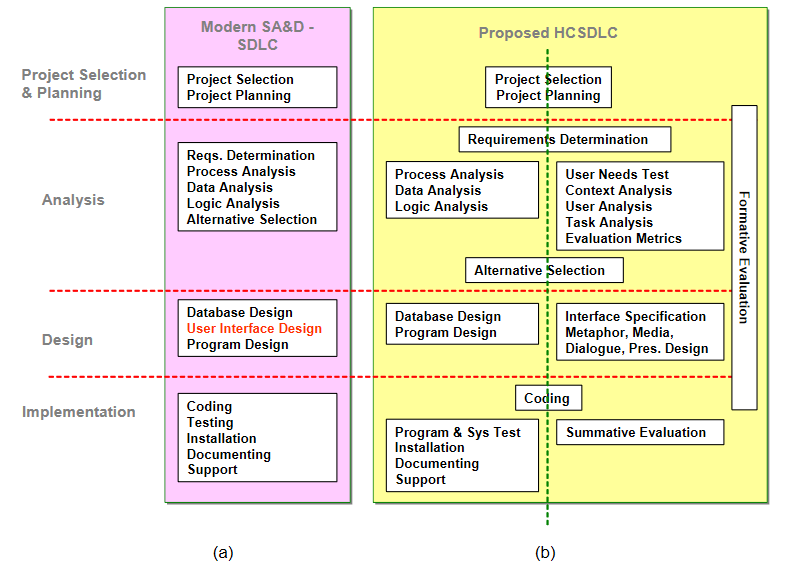 Modern SA&D -
SDLC
Proposed HCSDLC
Project Selection
& Planning
Project Selection
Project Planning
Project Selection
Project Planning
Analysis
Reqs. Determination
Process Analysis
Data Analysis
Logic Analysis
Alternative Selection
Requirements Determination
Process Analysis
Data Analysis
Logic Analysis
User Needs Test
Context Analysis
User Analysis
Task Analysis
Evaluation Metrics
Alternative Selection
Formative Evaluation
Design
Database Design
User Interface Design
Program Design
Database Design
Program Design
Interface Specification
Metaphor, Media,
Dialogue, Pres. Design
Implementation
Coding
Testing
Installation
Documenting
Support
Coding
Program & Sys Test
Installation
Documenting
Support
Summative Evaluation
(a)
(b)